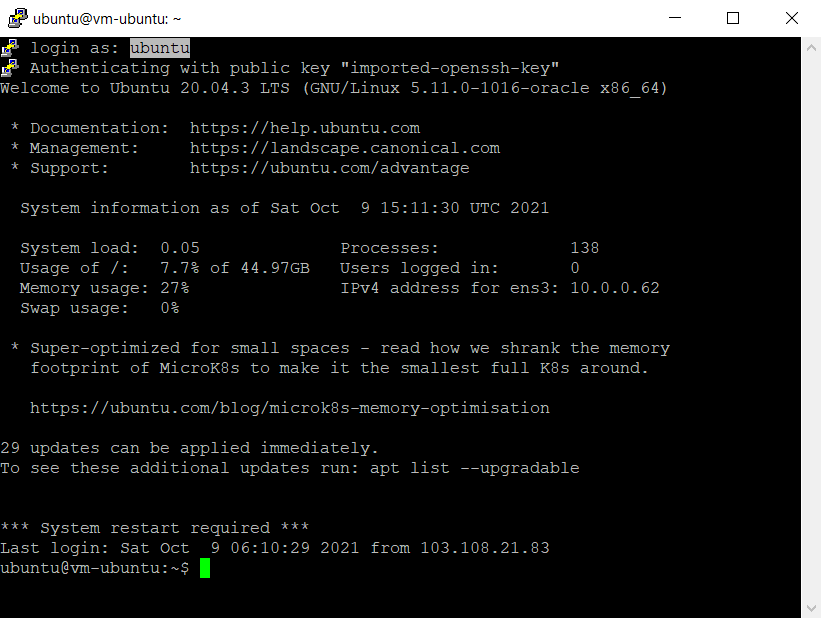 ubuntu@vm-ubuntu: ~
login as: ubuntu
Authenticating with public key "imported-openssh-key"
Welcome to Ubuntu 20.04.3 LTS (GNU/Linux 5.11.0-1016-oracle x86_64)
* Documentation:  https://help.ubuntu.com
* Management:     https://landscape.canonical.com
* Support:        https://ubuntu.com/advantage
System information as of Sat Oct  9 15:11:30 UTC 2021
System load:  0.05              Processes:             138
Usage of /:   7.7% of 44.97GB   Users logged in:       0
Memory usage: 27%               IPv4 address for ens3: 10.0.0.62
Swap usage:   0%
* Super-optimized for small spaces - read how we shrank the memory
footprint of MicroK8s to make it the smallest full K8s around.
https://ubuntu.com/blog/microk8s-memory-optimisation
29 updates can be applied immediately.
To see these additional updates run: apt list --upgradable
*** System restart required ***
Last login: Sat Oct  9 06:10:29 2021 from 103.108.21.83
ubuntu@vm-ubuntu:~$